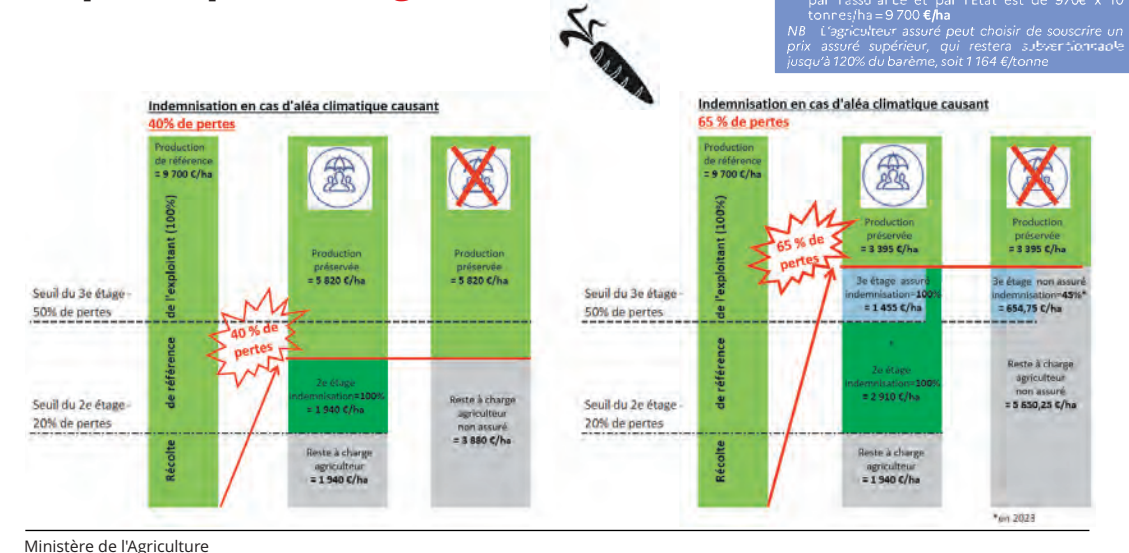 tonnes/ha = 9 700 €/ha
NB L'agriculteur assuré peut choisir de souscrire un
prix assuré supérieur, qui restera subventionnable
jusqu'à 120% du barème, soit 1 164 €/tonne
Indemnisation en cas d'aléa climatique causant
40% de pertes
Production
de référence
= 9 700 €/ha
de l'exploitant (100%)
de référence
Récolte
Seuil du 3e étage -
50% de pertes
Seuil du 2e étage -
20% de pertes
40 % de
pertes
Production
préservée
= 5 820 €/ha
2e étage
indemnisation=100%
= 1 940 €/ha
Reste à charge
agriculteur
= 1 940 €/ha
Production
préservée
= 5 820 €/ha
Reste à charge
agriculteur
non assuré
= 3 880 €/ha
Indemnisation en cas d'aléa climatique causant
65 % de pertes
Production
de référence
= 9 700 €/ha
de l'exploitant (100%)
de référence
Récolte
Seuil du 3e étage -
50% de pertes
Seuil du 2e étage -
20% de pertes
65 % de
pertes
Production
préservée
= 3 395 €/ha
3e étage assuré
indemnisation=100%
= 1 455 €/ha
2e étage
indemnisation=100%
= 2 910 €/ha
Reste à charge
agriculteur
= 1 940 €/ha
Production
préservée
= 3 395 €/ha
3e étage non assuré
indemnisation=45%*
= 654,75 €/ha
Reste à charge
agriculteur
non assuré
= 5 650,25 €/ha
*en 2023
Ministère de l'Agriculture